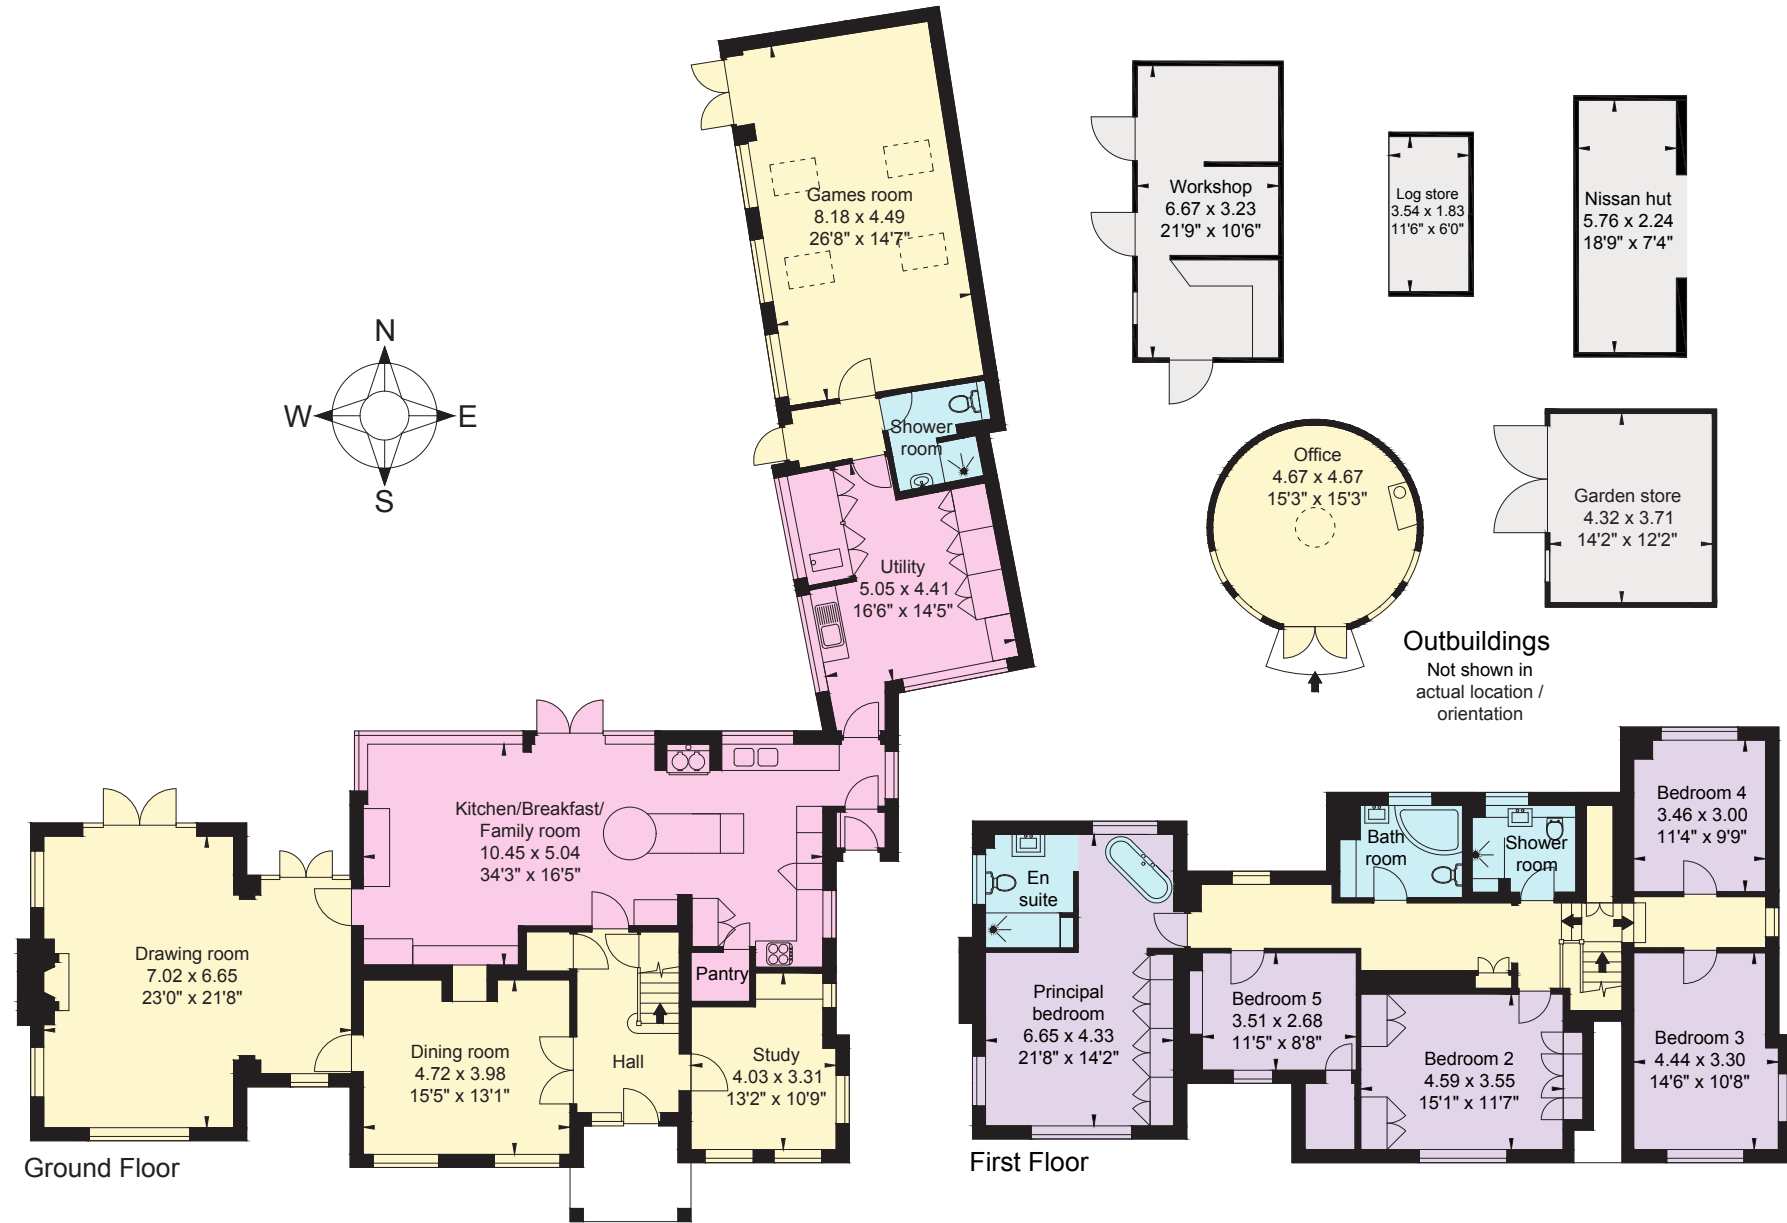 Games room
8.18 x 4.49
26'8" x 14'7"
Workshop
6.67 x 3.23
21'9" x 10'6"
Log store
3.54 x 1.83
11'6" x 6'0"
Nissan hut
5.76 x 2.24
18'9" x 7'4"
N
W
E
S
Shower
room
Office
4.67 x 4.67
15'3" x 15'3"
Garden store
4.32 x 3.71
14'2" x 12'2"
Utility
5.05 x 4.41
16'6" x 14'5"
Outbuildings
Not shown in
actual location /
orientation
Kitchen/Breakfast/
Family room
10.45 x 5.04
34'3" x 16'5"
Drawing room
7.02 x 6.65
23'0" x 21'8"
Pantry
Dining room
4.72 x 3.98
15'5" x 13'1"
Hall
Study
4.03 x 3.31
13'2" x 10'9"
Ground Floor
En
suite
Bath
room
Shower
room
Bedroom 4
3.46 x 3.00
11'4" x 9'9"
Principal
bedroom
6.65 x 4.33
21'8" x 14'2"
Bedroom 5
3.51 x 2.68
11'5" x 8'8"
Bedroom 2
4.59 x 3.55
15'1" x 11'7"
Bedroom 3
4.44 x 3.30
14'6" x 10'8"
First Floor